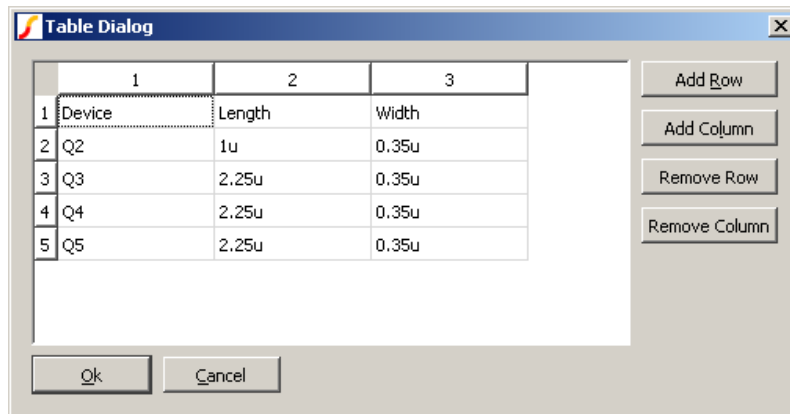 Table Dialog
1 2 3
1 Device Length Width
2 Q2 1u 0.35u
3 Q3 2.25u 0.35u
4 Q4 2.25u 0.35u
5 Q5 2.25u 0.35u
Add Row
Add Column
Remove Row
Remove Column
Ok Cancel